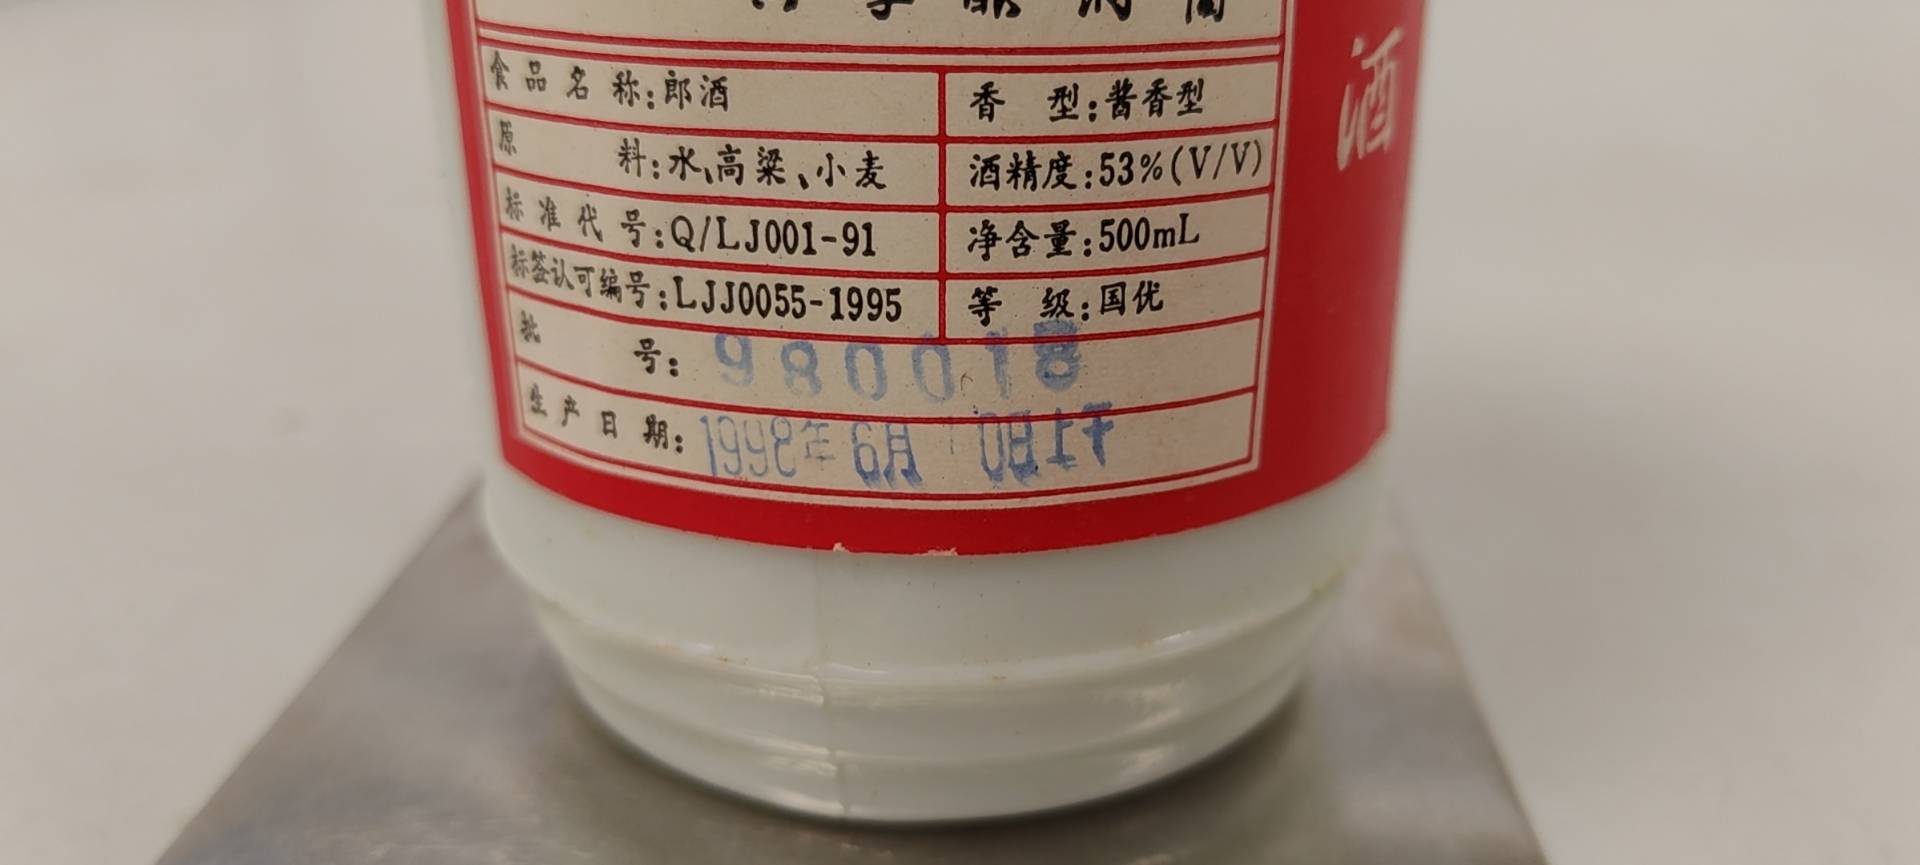 食品名称:郎酒
香 型:酱香型
原 料:水、高粱、小麦
酒精度:53%(V/V)
标准代号:Q/LJ001-91
净含量:500mL
标签认可编号:LJJ0055-1995
等 级:国优
批 号:980018
生产日期:1998年6月10日
酒